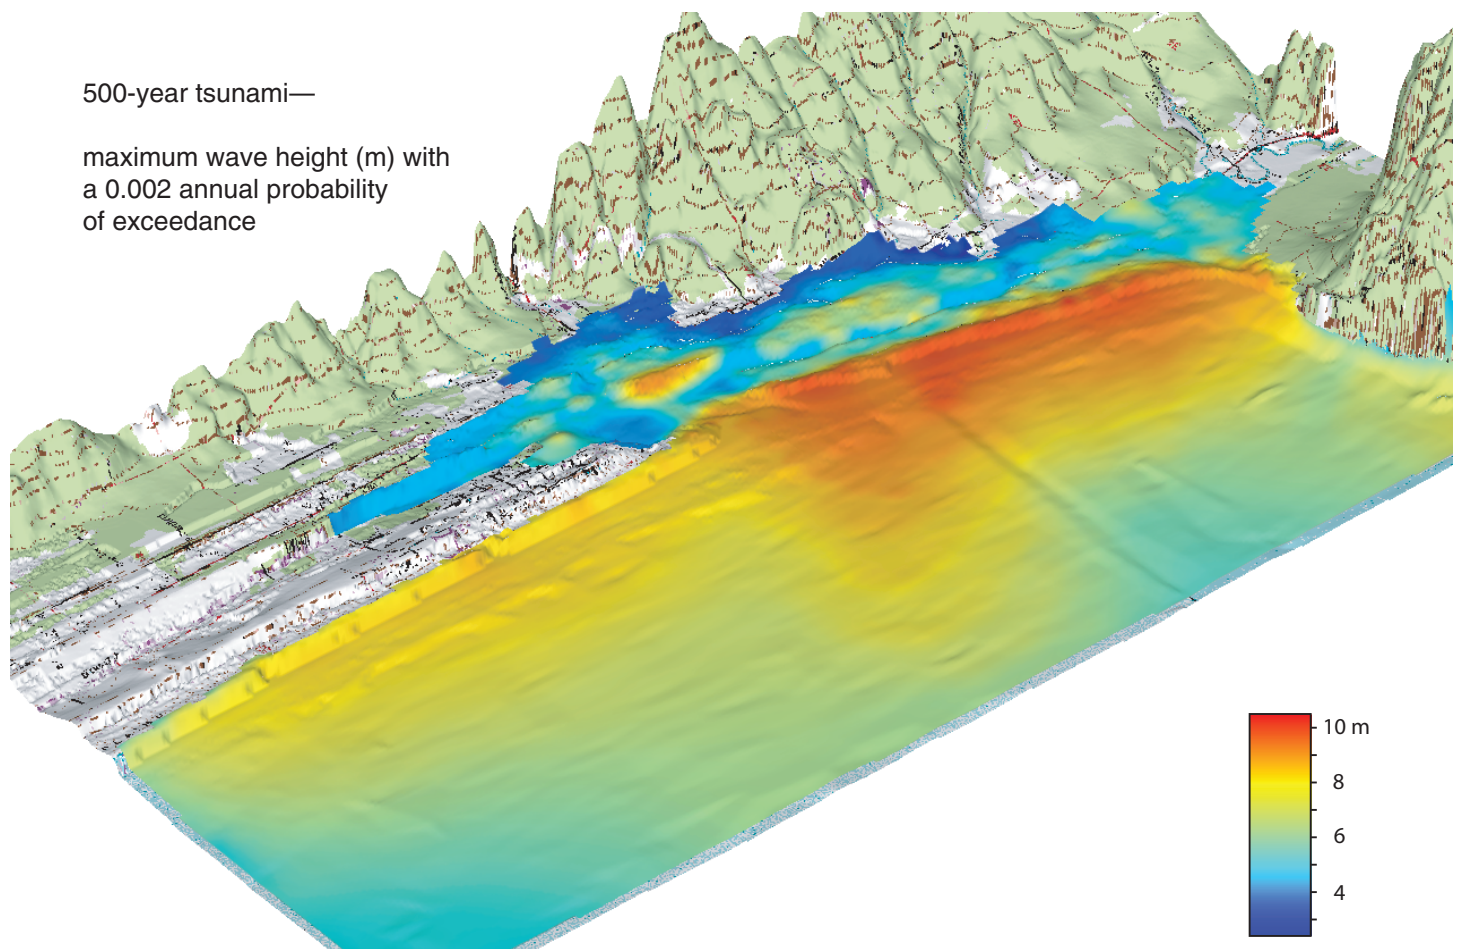 500-year tsunami—
maximum wave height (m) with
a 0.002 annual probability
of exceedance
10 m
8
6
4